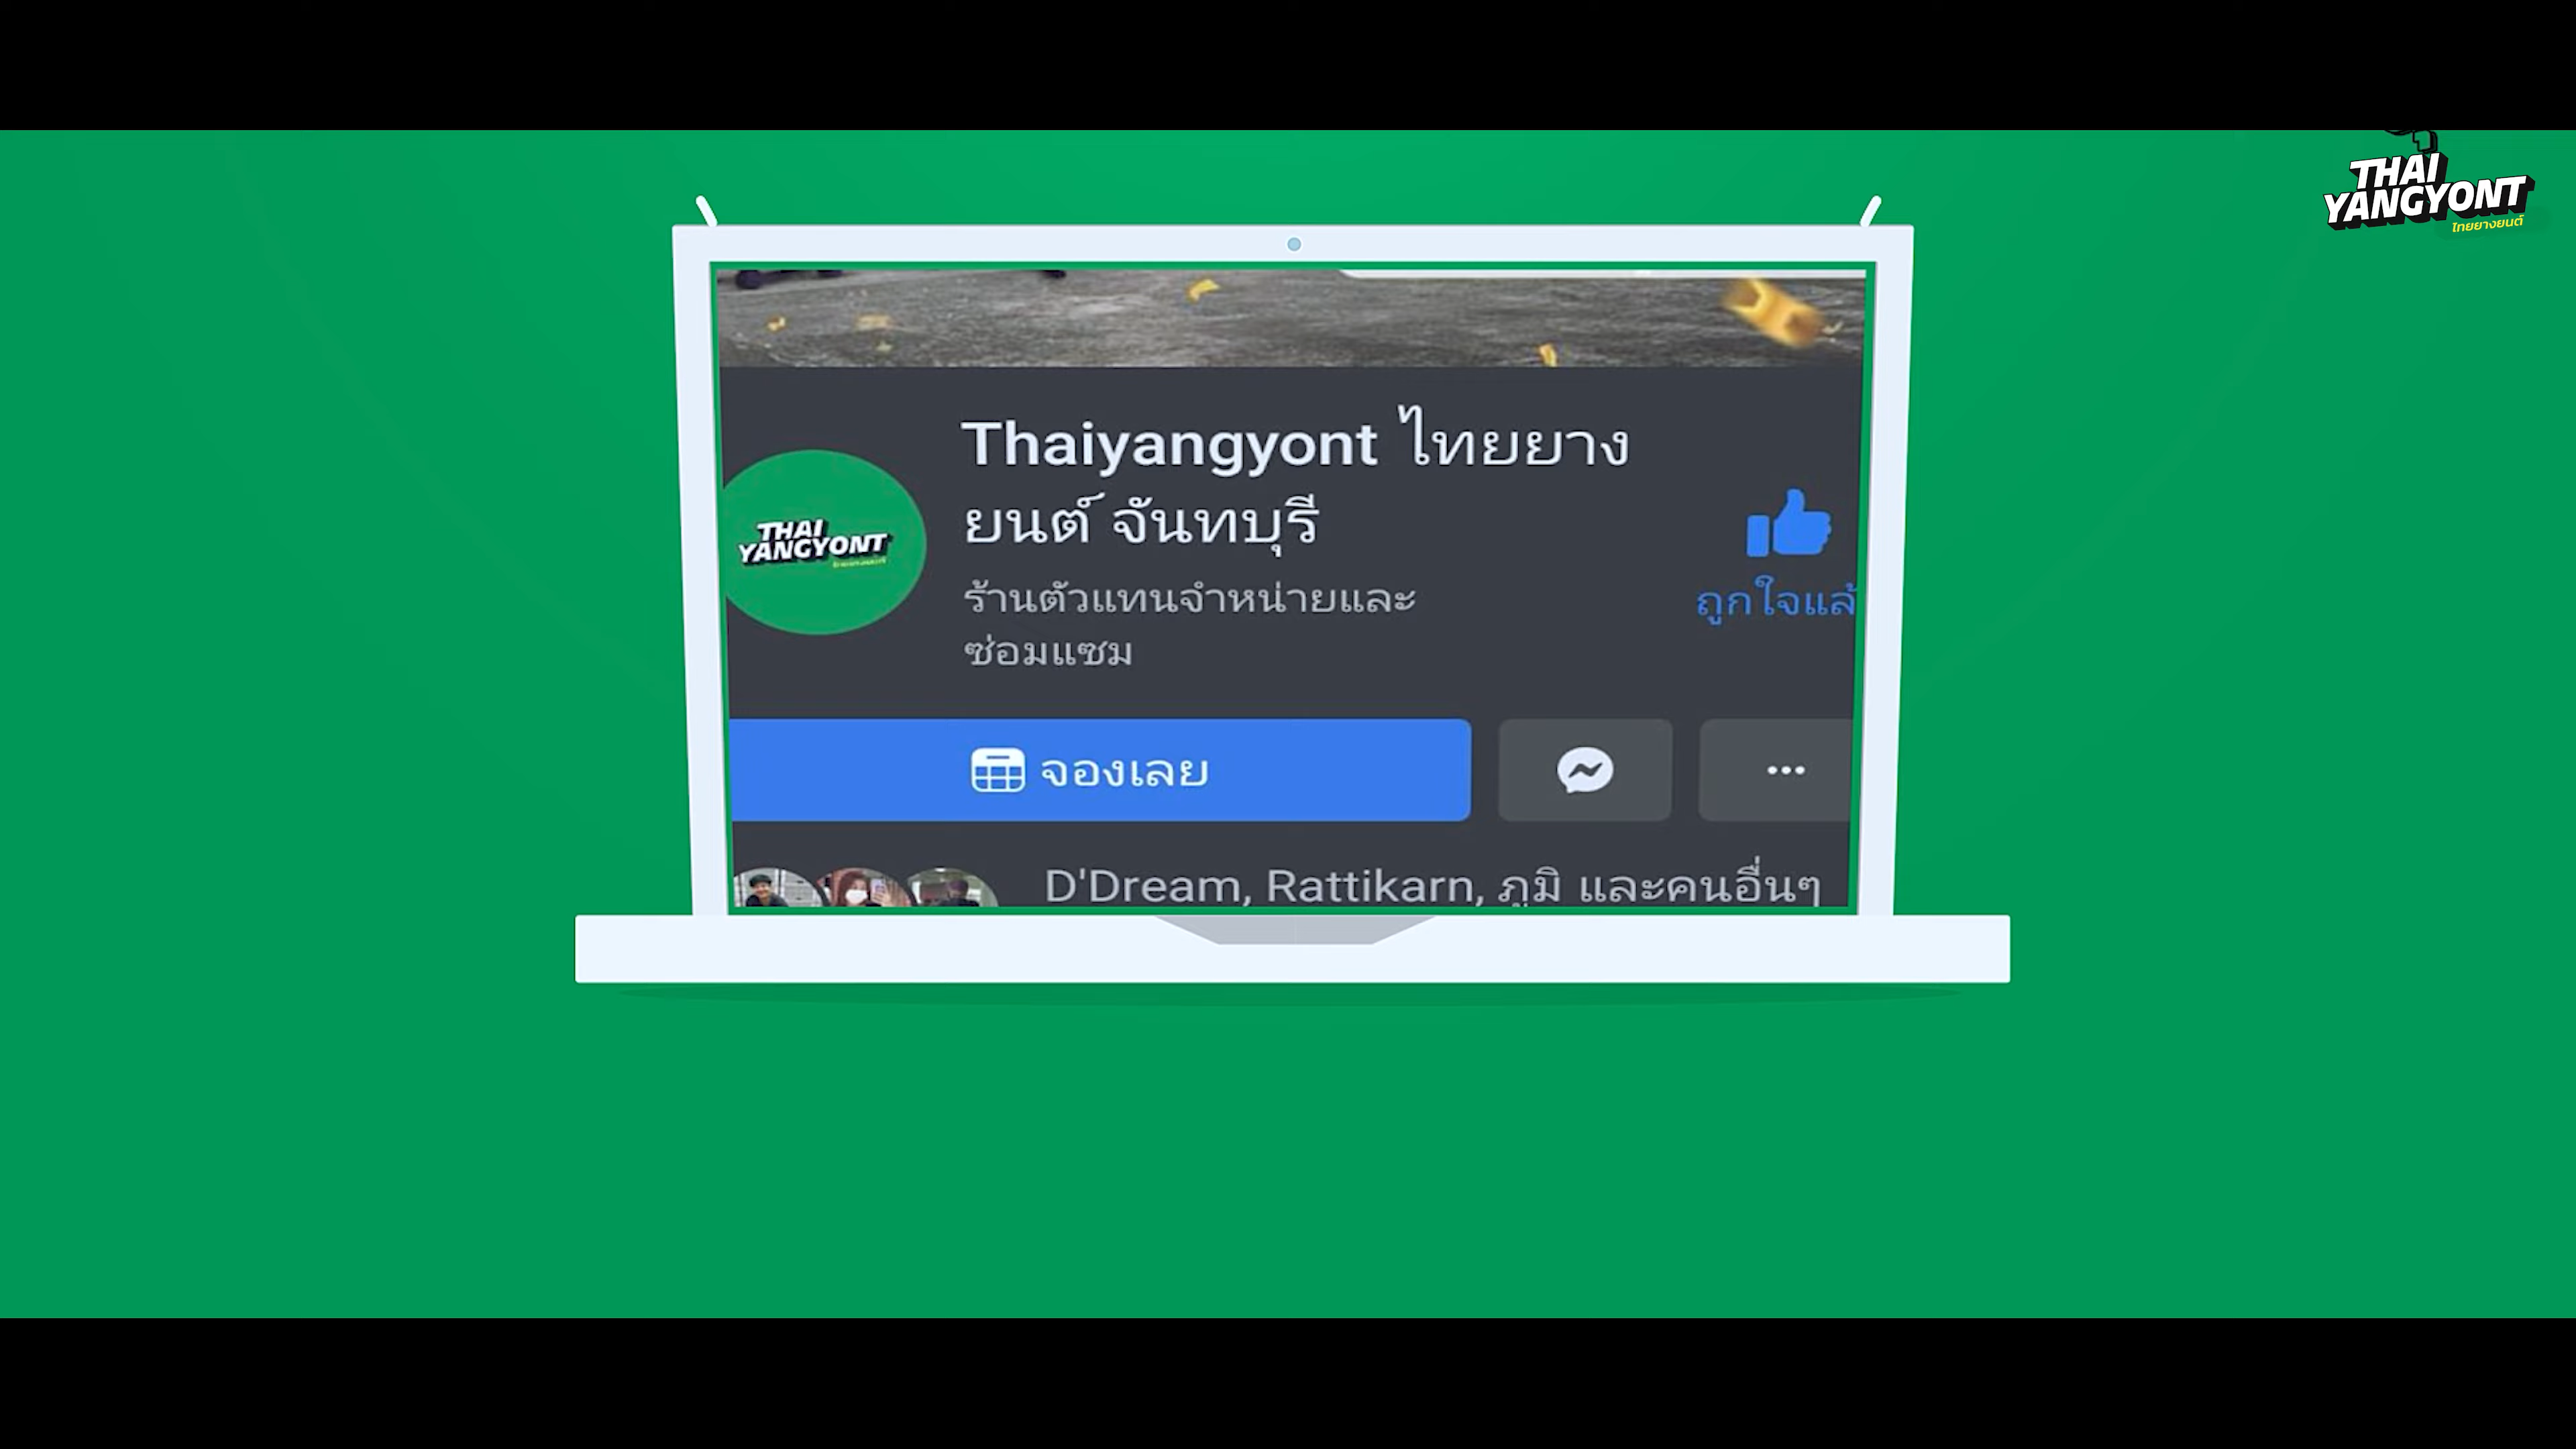 THAI
YANGYONT
ไทยยางยนต์
Thaiyangyont ไทยยาง
ยนต์ จันทบุรี
THAI
YANGYONT
ร้านตัวแทนจำหน่ายและ
ซ่อมแซม
ถูกใจแล้
จองเลย
D'Dream, Rattikarn, ภูมิ และคนอื่นๆ